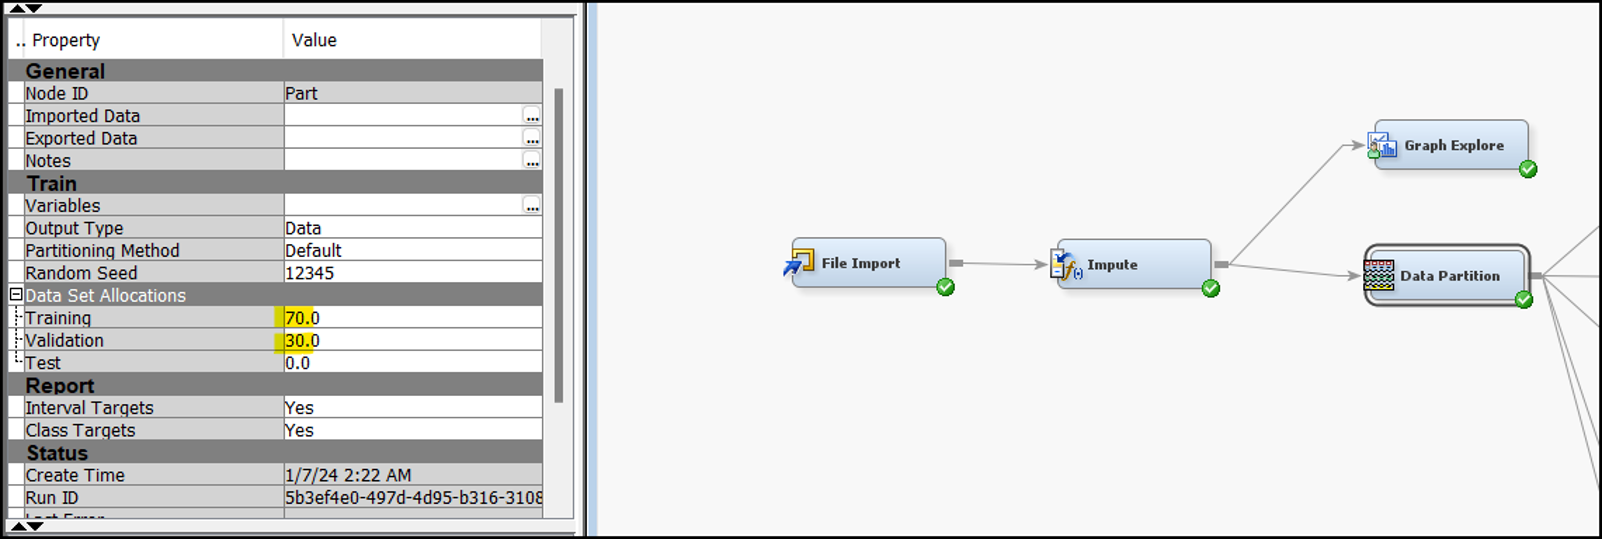 .. Property Value
General
Node ID Part
Imported Data ...
Exported Data ...
Notes ...
Train
Variables ...
Output Type Data
Partitioning Method Default
Random Seed 12345
Data Set Allocations
Training 70.0
Validation 30.0
Test 0.0
Report
Interval Targets Yes
Class Targets Yes
Status
Create Time 1/7/24 2:22 AM
Run ID 5b3ef4e0-497d-4d95-b316-3108
Last Error
Graph Explore
File Import
Impute
Data Partition